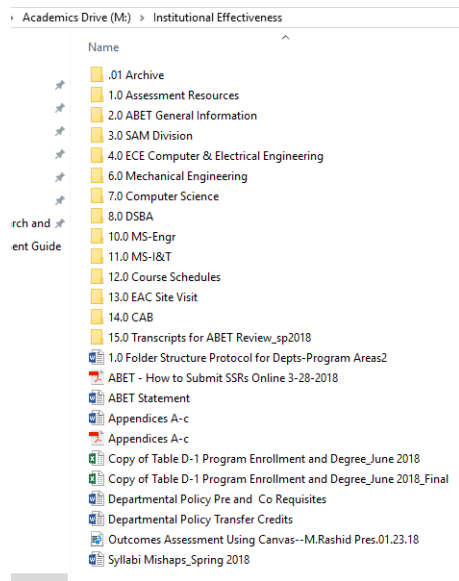 › Academics Drive (M:) › Institutional Effectiveness
Name
.01 Archive
1.0 Assessment Resources
2.0 ABET General Information
3.0 SAM Division
4.0 ECE Computer & Electrical Engineering
6.0 Mechanical Engineering
7.0 Computer Science
rch and
8.0 DSBA
ent Guide
10.0 MS-Engr
11.0 MS-I&T
12.0 Course Schedules
13.0 EAC Site Visit
14.0 CAB
15.0 Transcripts for ABET Review_sp2018
1.0 Folder Structure Protocol for Depts-Program Areas2
ABET - How to Submit SSRs Online 3-28-2018
ABET Statement
Appendices A-c
Appendices A-c
Copy of Table D-1 Program Enrollment and Degree_June 2018
Copy of Table D-1 Program Enrollment and Degree_June 2018_Final
Departmental Policy Pre and  Co Requisites
Departmental Policy Transfer Credits
Outcomes Assessment Using Canvas--M.Rashid Pres.01.23.18
Syllabi Mishaps_Spring 2018